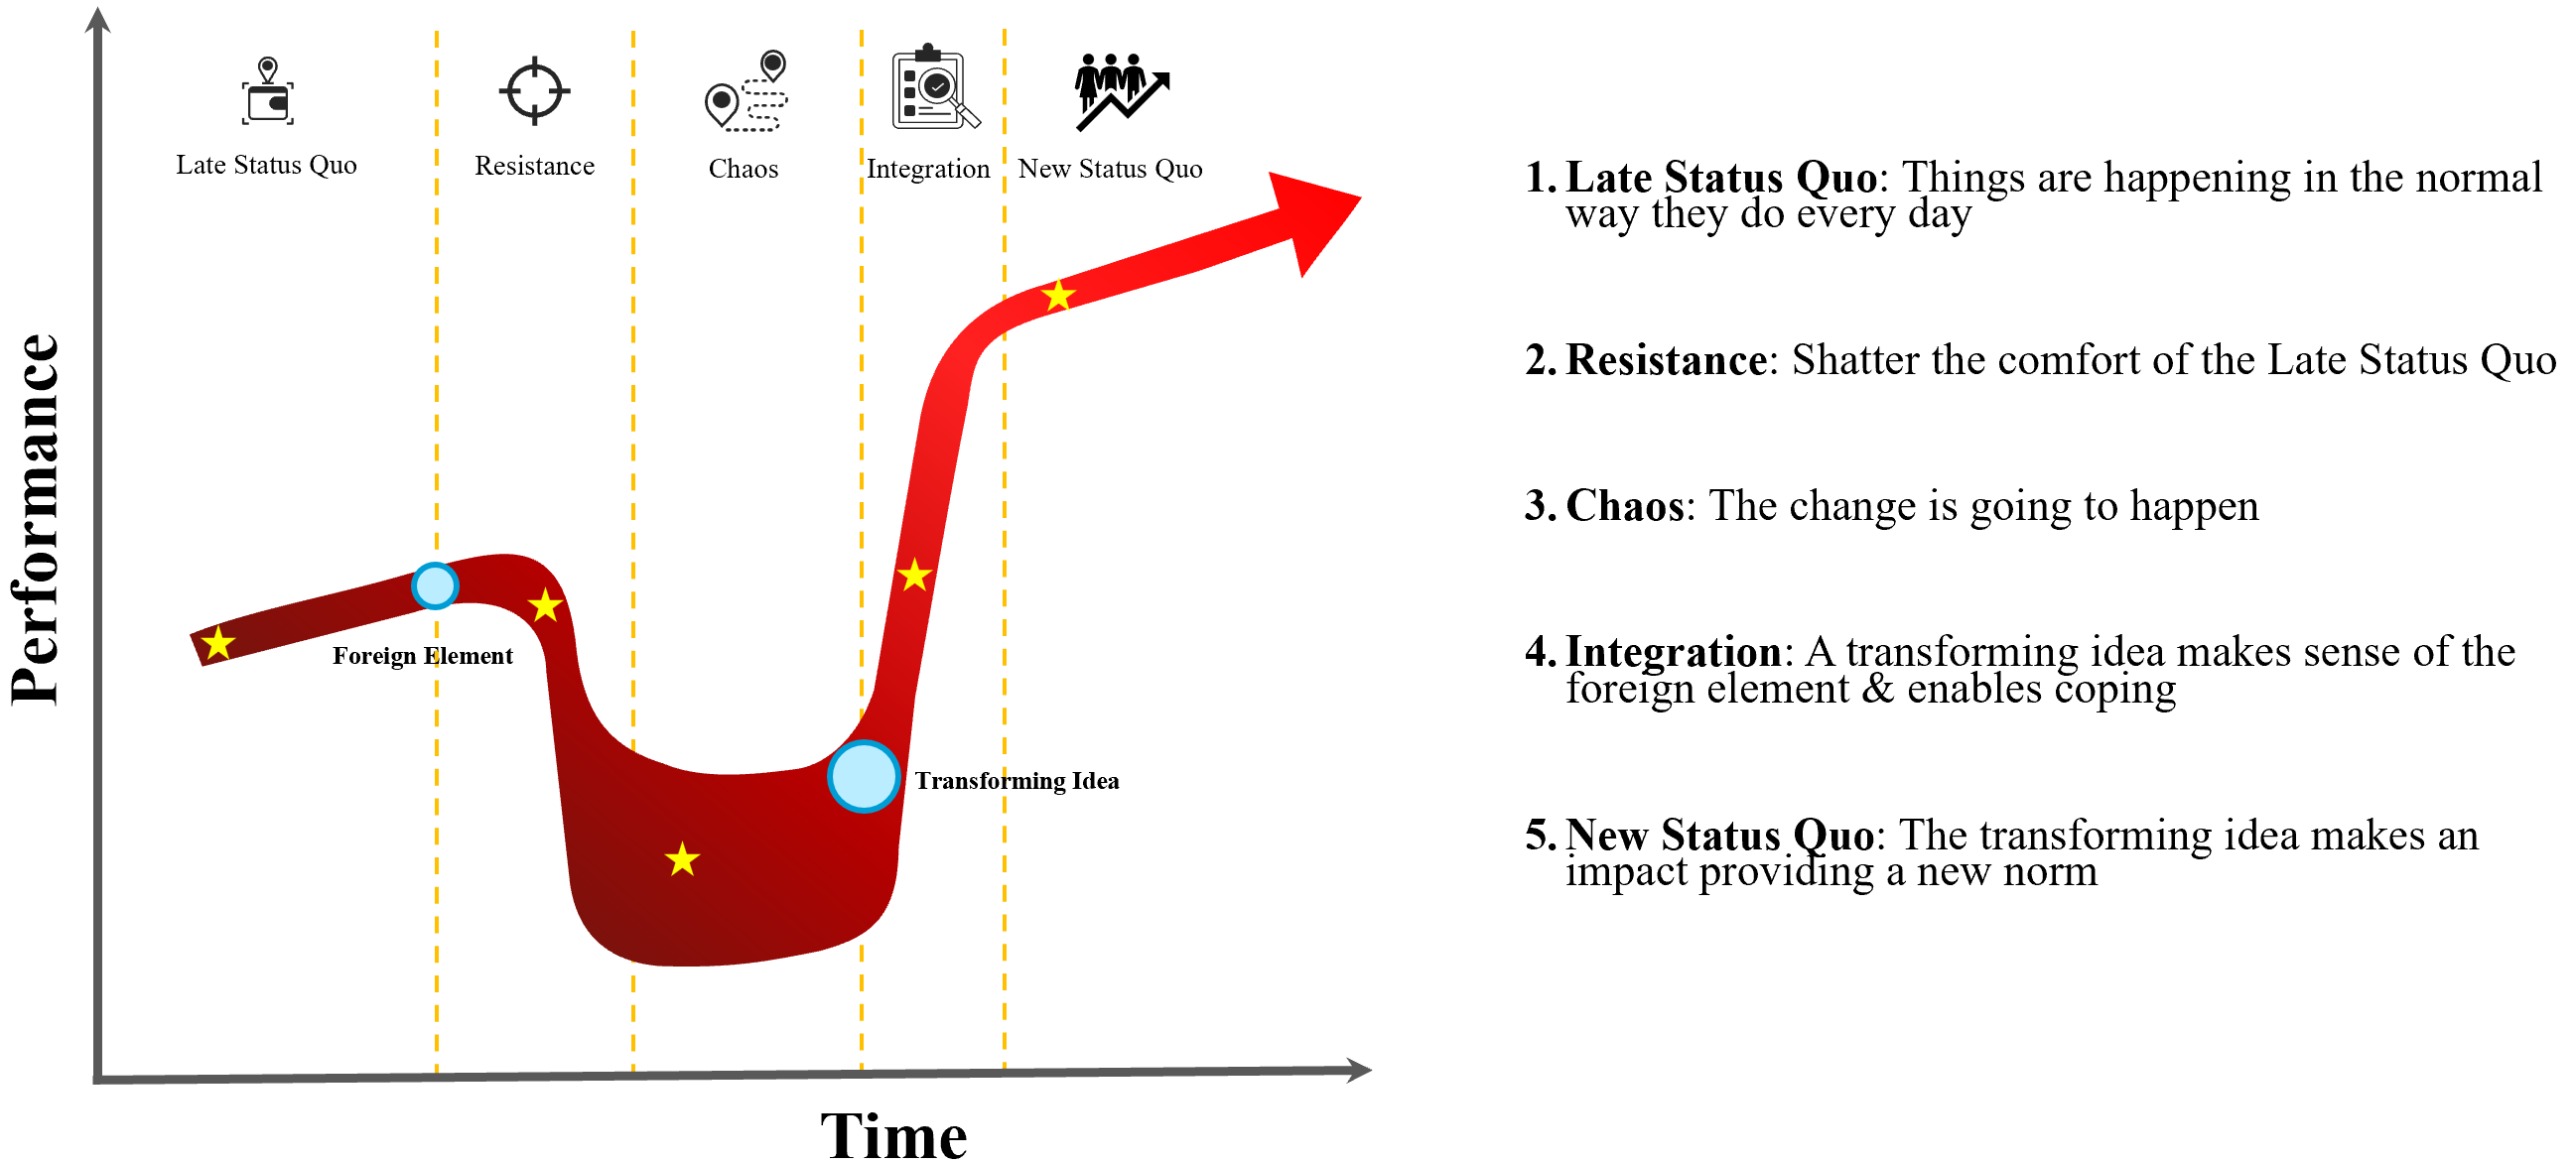 Late Status Quo
Resistance
Chaos
Integration
New Status Quo
Performance
Foreign Element
Transforming Idea
Time
1. Late Status Quo: Things are happening in the normal
way they do every day
2. Resistance: Shatter the comfort of the Late Status Quo
3. Chaos: The change is going to happen
4. Integration: A transforming idea makes sense of the
foreign element & enables coping
5. New Status Quo: The transforming idea makes an
impact providing a new norm